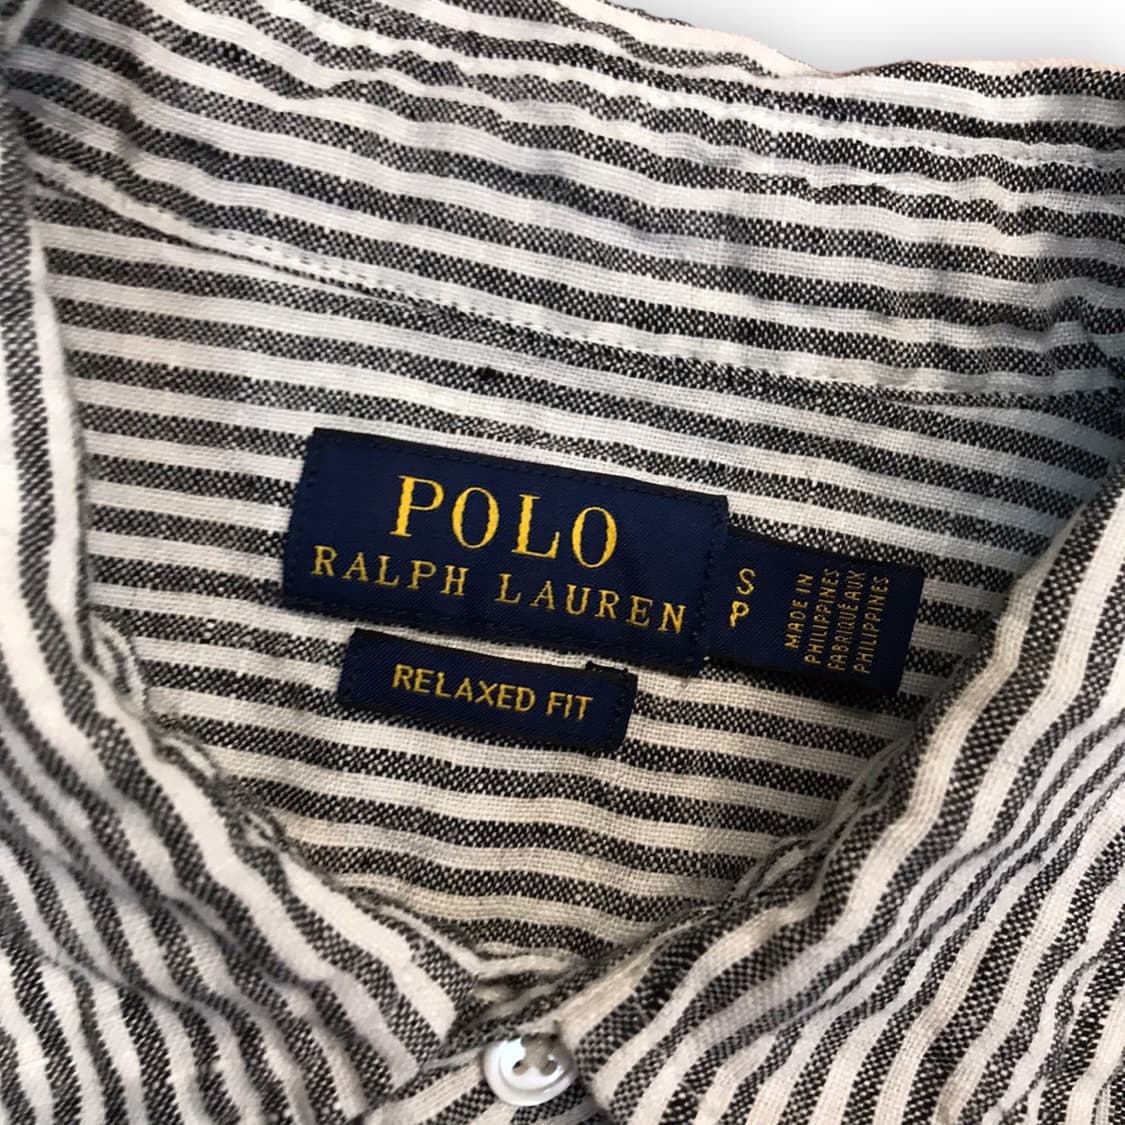 POLO
RALPH LAUREN
S
P
MADE IN
PHILIPPINES
FABRIQUÉ AUX
PHILIPPINES
RELAXED FIT